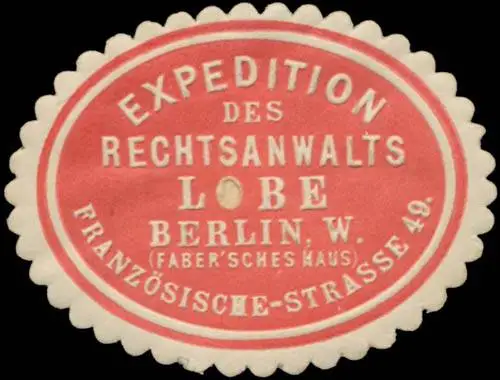 EXPEDITION
DES
RECHTSANWALTS
LOBE
BERLIN, W.
(FABER'SCHES HAUS)
FRANZÖSISCHE-STRASSE 49.